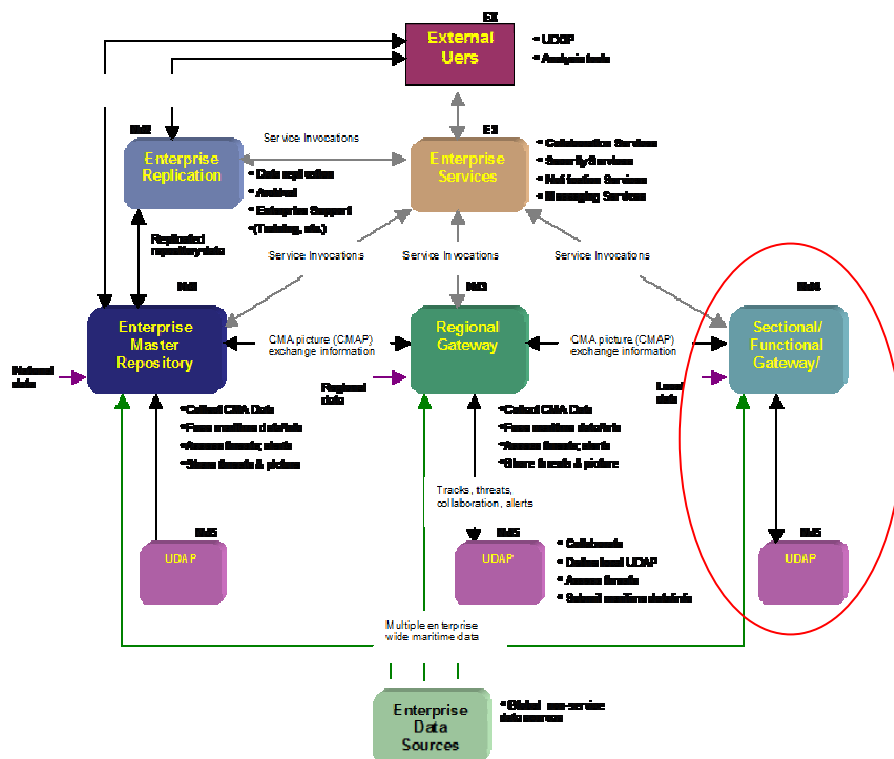 External
Uers
* UDOP
* Analysis tools
Service Invocations
Enterprise
Replication
* Data replication
* Archival
* Enterprise Support
(Training, etc.)
ES
Enterprise
Services
* Collaboration Services
* Security Services
* Notification Services
* Managing Services
Replicated
repository data
Service Invocations
Service Invocations
Service Invocations
Enterprise
Master
Repository
CMA picture (CMAP)
exchange information
Regional
Gateway
CMA picture (CMAP)
exchange information
Sectional/
Functional
Gateway/
National
data
Regional
data
Local
data
* Collect CMA Data
* Fuse maritime data/info
* Assess threats; alerts
* Share threats & picture
* Collect CMA Data
* Fuse maritime data/info
* Assess threats; alerts
* Share threats & picture
Tracks, threats,
collaboration, alerts
UDAP
UDAP
* Collaborate
* Define local UDAP
* Assess threats
* Submit maritime data/info
UDAP
Multiple enterprise
wide maritime data
Enterprise
Data
Sources
* Global
data sources